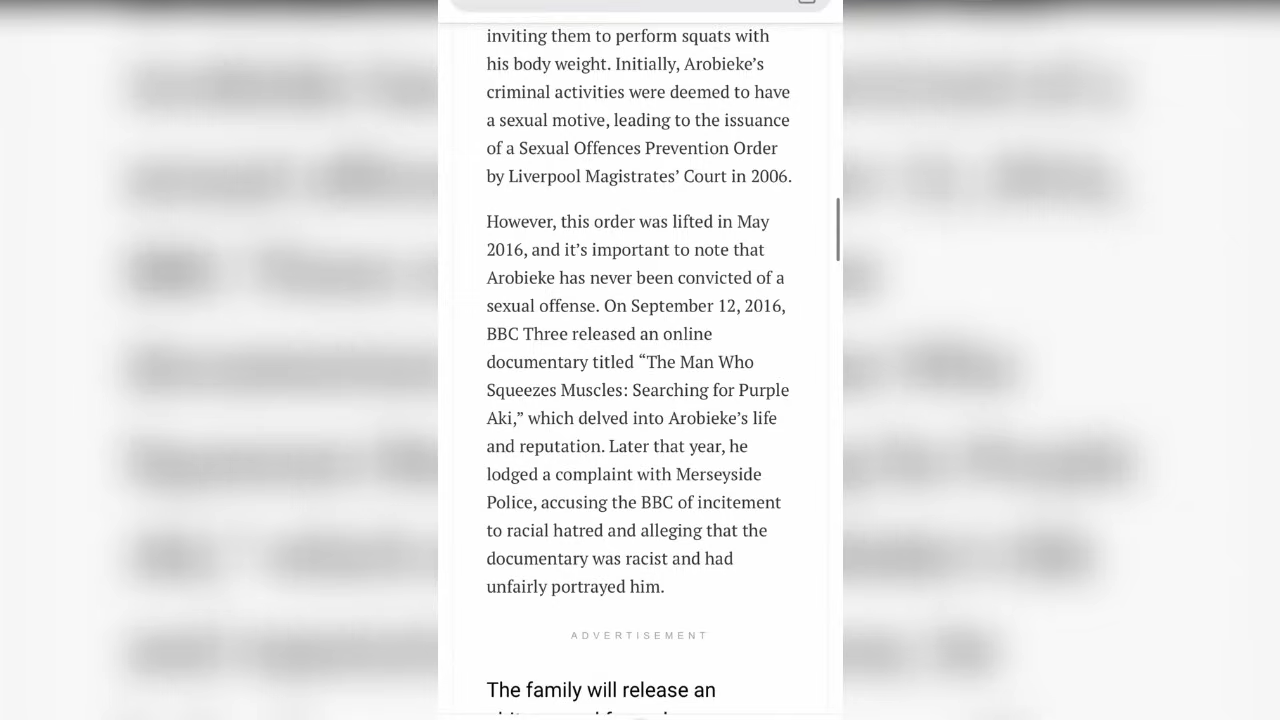 inviting them to perform squats with
his body weight. Initially, Arobieke’s
criminal activities were deemed to have
a sexual motive, leading to the issuance
of a Sexual Offences Prevention Order
by Liverpool Magistrates’ Court in 2006.
However, this order was lifted in May
2016, and it’s important to note that
Arobieke has never been convicted of a
sexual offense. On September 12, 2016,
BBC Three released an online
documentary titled “The Man Who
Squeezes Muscles: Searching for Purple
Aki,” which delved into Arobieke’s life
and reputation. Later that year, he
lodged a complaint with Merseyside
Police, accusing the BBC of incitement
to racial hatred and alleging that the
documentary was racist and had
unfairly portrayed him.
ADVERTISEMENT
The family will release an